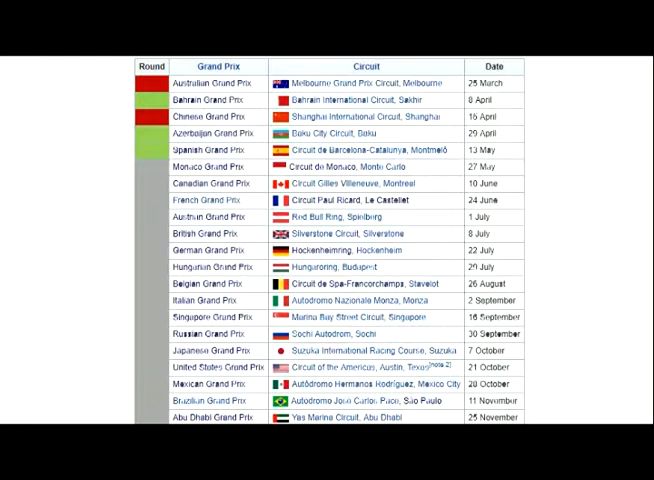 Round Grand Prix Circuit Date
Australian Grand Prix Melbourne Grand Prix Circuit, Melbourne 25 March
Bahrain Grand Prix Bahrain International Circuit, Sakhir 8 April
Chinese Grand Prix Shanghai International Circuit, Shanghai 15 April
Azerbaijan Grand Prix Baku City Circuit, Baku 29 April
Spanish Grand Prix Circuit de Barcelona-Catalunya, Montmeló 13 May
Monaco Grand Prix Circuit de Monaco, Monte Carlo 27 May
Canadian Grand Prix Circuit Gilles Villeneuve, Montreal 10 June
French Grand Prix Circuit Paul Ricard, Le Castellet 24 June
Austrian Grand Prix Red Bull Ring, Spielberg 1 July
British Grand Prix Silverstone Circuit, Silverstone 8 July
German Grand Prix Hockenheimring, Hockenheim 22 July
Hungarian Grand Prix Hungaroring, Budapest 29 July
Belgian Grand Prix Circuit de Spa-Francorchamps, Stavelot 26 August
Italian Grand Prix Autodromo Nazionale Monza, Monza 2 September
Singapore Grand Prix Marina Bay Street Circuit, Singapore 16 September
Russian Grand Prix Sochi Autodrom, Sochi 30 September
Japanese Grand Prix Suzuka International Racing Course, Suzuka 7 October
United States Grand Prix Circuit of the Americas, Austin, Texas[note 2] 21 October
Mexican Grand Prix Autódromo Hermanos Rodríguez, Mexico City 28 October
Brazilian Grand Prix Autódromo José Carlos Pace, São Paulo 11 November
Abu Dhabi Grand Prix Yas Marina Circuit, Abu Dhabi 25 November